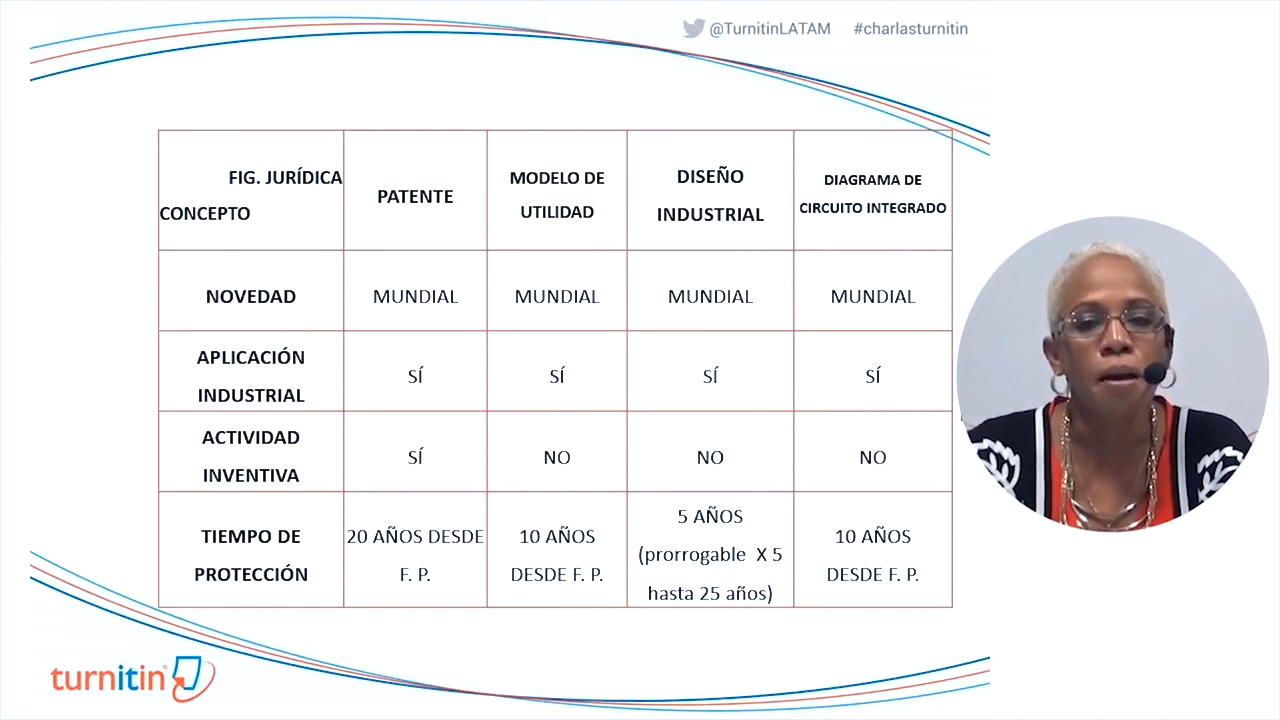 @TurnitinLATAM #charlasturnitin
FIG. JURÍDICA
CONCEPTO
PATENTE
MODELO DE
UTILIDAD
DISEÑO
INDUSTRIAL
DIAGRAMA DE
CIRCUITO INTEGRADO
NOVEDAD
MUNDIAL
MUNDIAL
MUNDIAL
MUNDIAL
APLICACIÓN
INDUSTRIAL
SÍ
SÍ
SÍ
SÍ
ACTIVIDAD
INVENTIVA
SÍ
NO
NO
NO
TIEMPO DE
PROTECCIÓN
20 AÑOS DESDE
F. P.
10 AÑOS
DESDE F. P.
5 AÑOS
(prorrogable X 5
hasta 25 años)
10 AÑOS
DESDE F. P.
turnitin